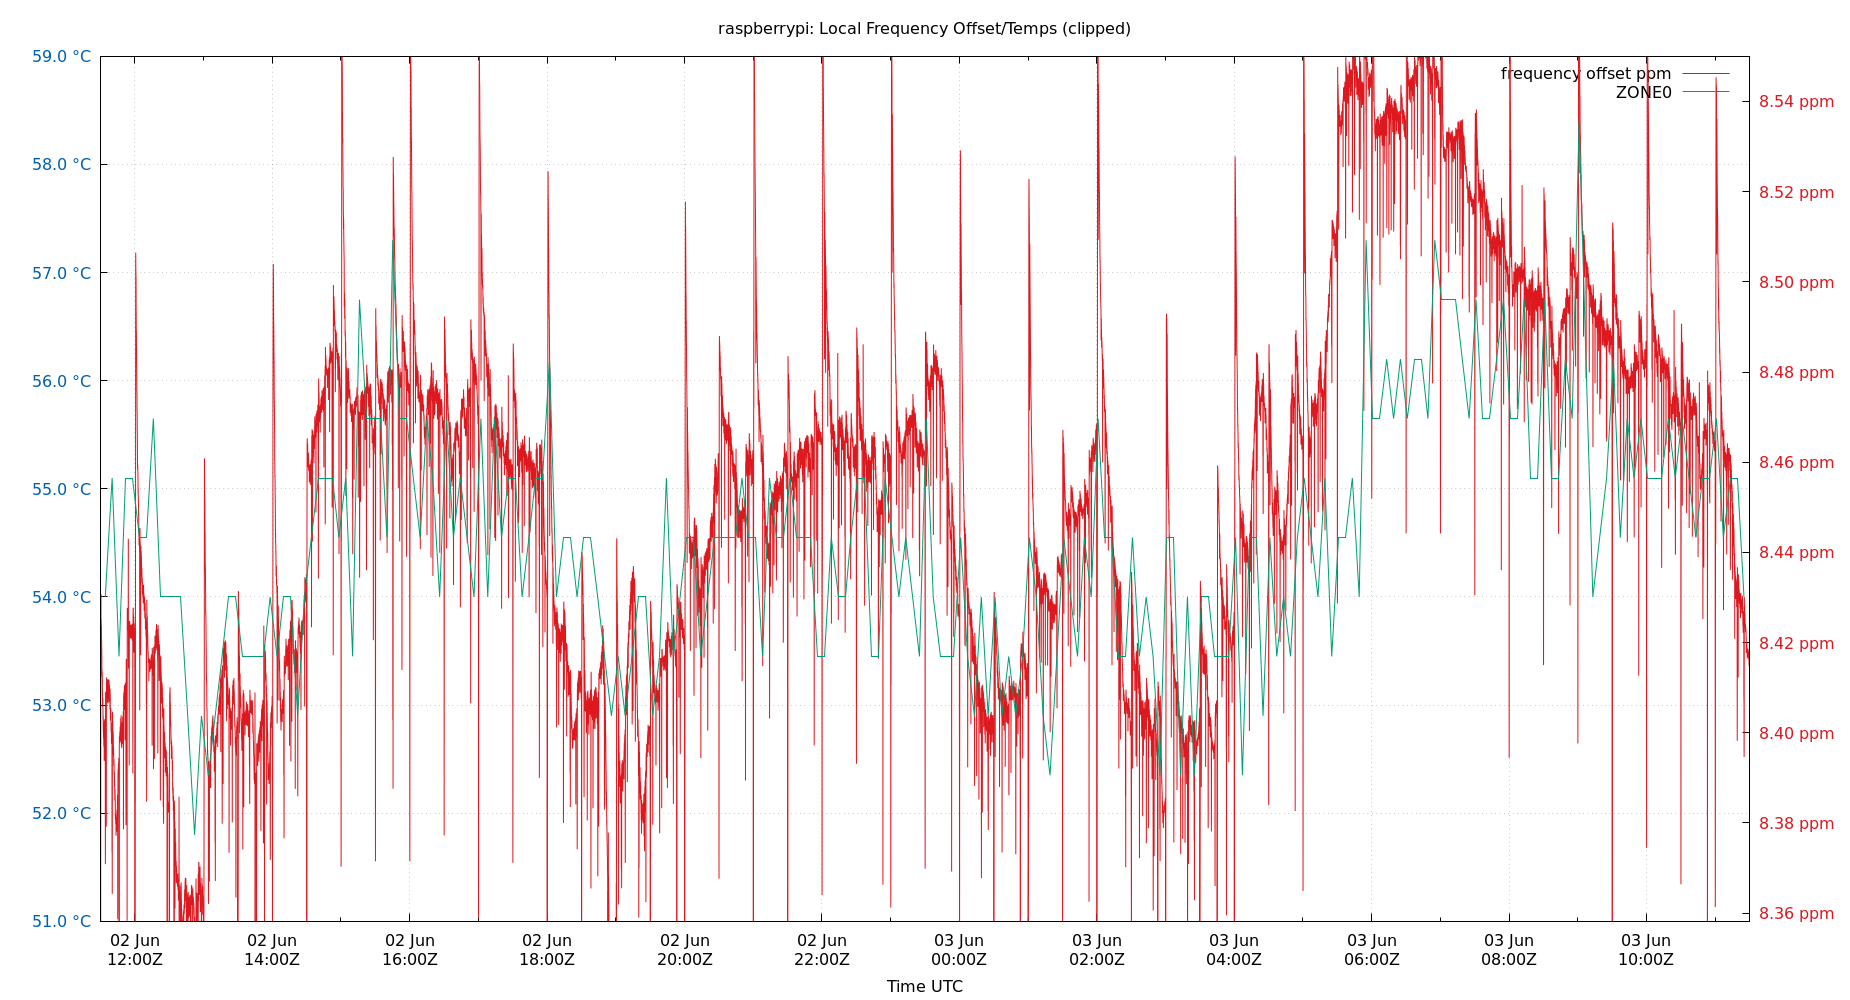 raspberrypi: Local Frequency Offset/Temps (clipped)
59.0 °C
58.0 °C
57.0 °C
56.0 °C
55.0 °C
54.0 °C
53.0 °C
52.0 °C
51.0 °C
frequency offset ppm
ZONE0
8.54 ppm
8.52 ppm
8.50 ppm
8.48 ppm
8.46 ppm
8.44 ppm
8.42 ppm
8.40 ppm
8.38 ppm
8.36 ppm
02 Jun 02 Jun 02 Jun 02 Jun 02 Jun 02 Jun 03 Jun 03 Jun 03 Jun 03 Jun 03 Jun 03 Jun
12:00Z 14:00Z 16:00Z 18:00Z 20:00Z 22:00Z 00:00Z 02:00Z 04:00Z 06:00Z 08:00Z 10:00Z
Time UTC